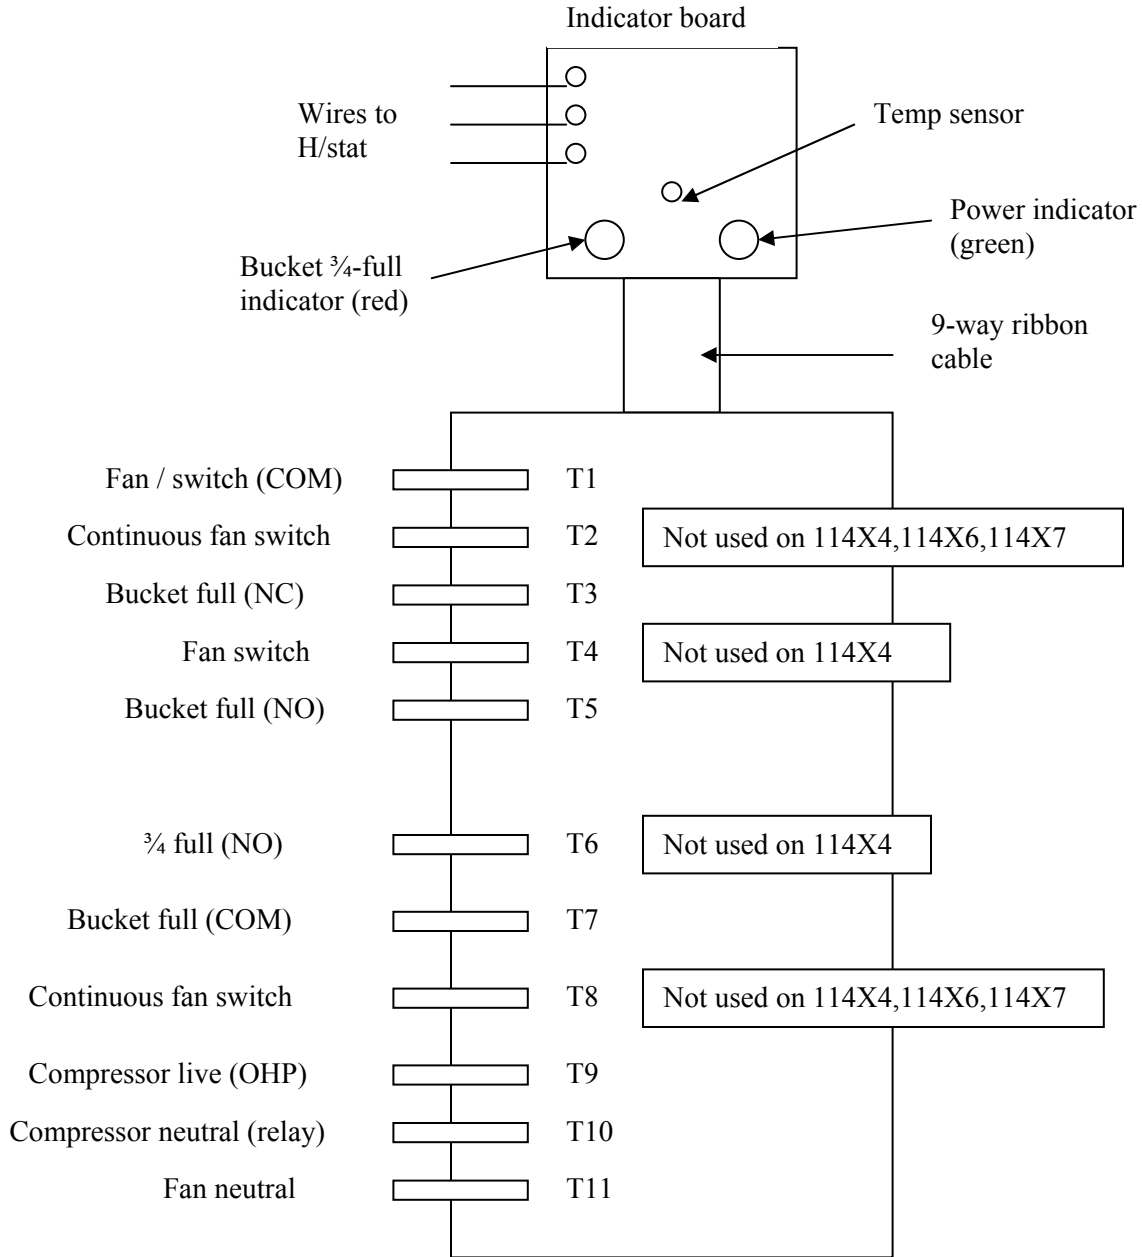 Indicator board
Wires to
H/stat
Temp sensor
Power indicator
(green)
Bucket ¾-full
indicator (red)
9-way ribbon
cable
Fan / switch (COM) T1
Continuous fan switch T2 Not used on 114X4,114X6,114X7
Bucket full (NC) T3
Fan switch T4 Not used on 114X4
Bucket full (NO) T5
¾ full (NO) T6 Not used on 114X4
Bucket full (COM) T7
Continuous fan switch T8 Not used on 114X4,114X6,114X7
Compressor live (OHP) T9
Compressor neutral (relay) T10
Fan neutral T11